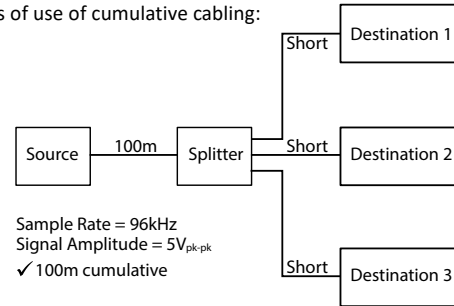 s of use of cumulative cabling:
Short
Destination 1
Source
100m
Splitter
Short
Destination 2
Sample Rate = 96kHz
Signal Amplitude = 5Vpk-pk
✓ 100m cumulative
Short
Destination 3